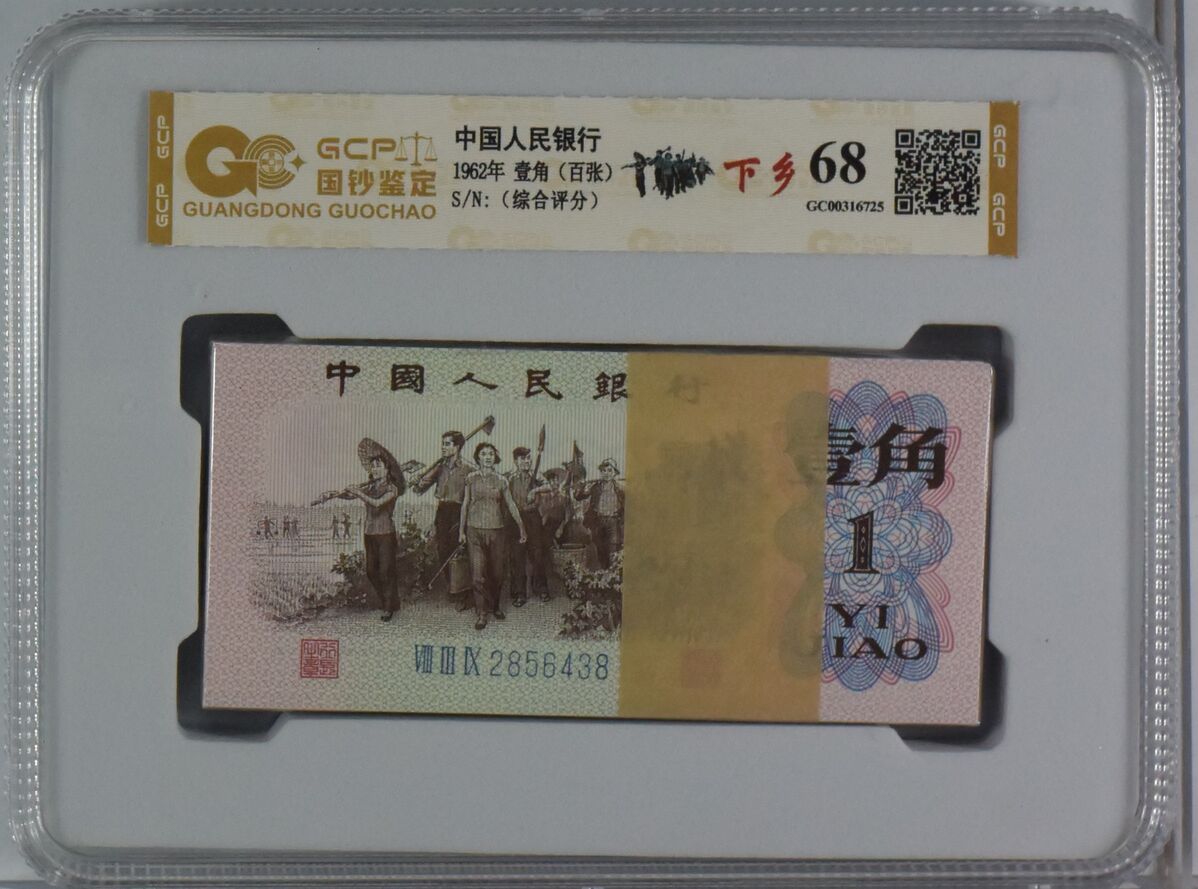 GCP
国钞鉴定
GUANGDONG GUOCHAO
中国人民银行
1962年 壹角（百张）
S/N:（综合评分）
下乡
68
GC00316725
GCP GCP
GCP GCP
中國人民銀行
壹角
1
YI
JIAO
VIII III IX 2856438